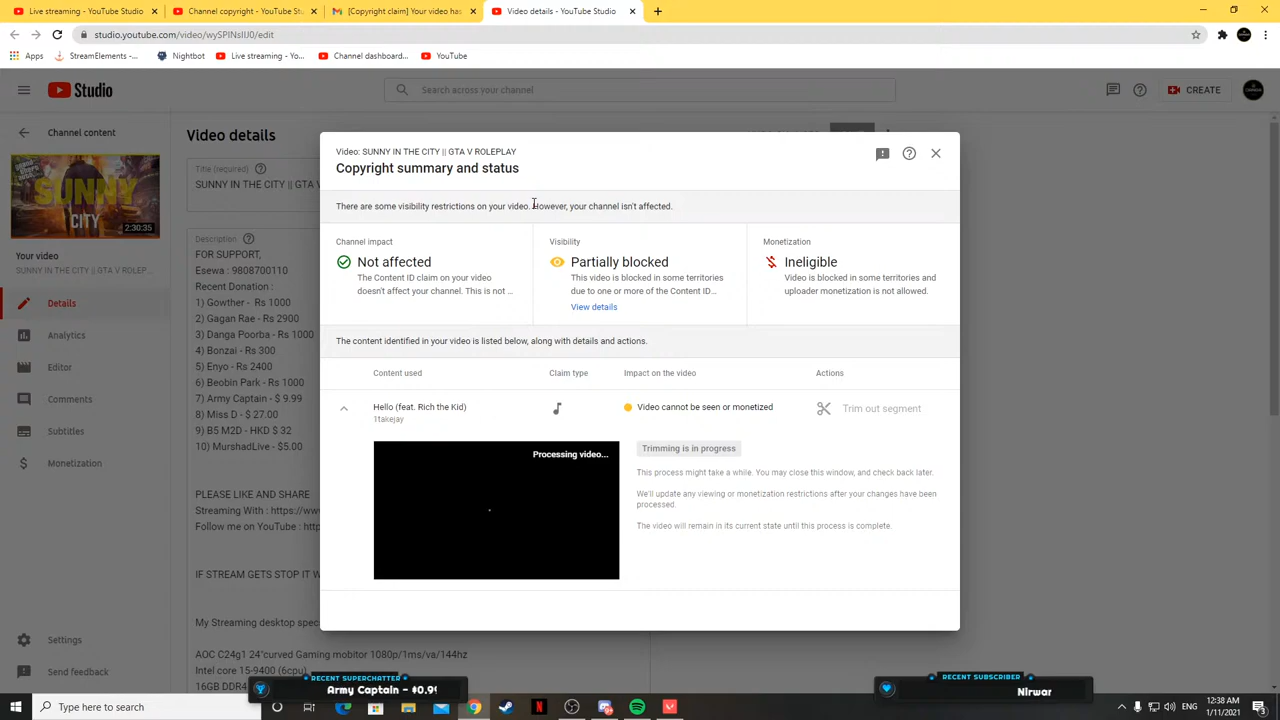 Live streaming - YouTube Studio
Channel copyright - YouTube Stu
[Copyright claim] Your video has
Video details - YouTube Studio
studio.youtube.com/video/wySPINsIIJ0/edit
Apps
StreamElements -...
Nightbot
Live streaming - Yo...
Channel dashboard...
YouTube
Studio
Search across your channel
CREATE
Channel content
Video details
SUNNY
CITY
2:30:35
Your video
SUNNY IN THE CITY || GTA V ROLEP...
Details
Analytics
Editor
Comments
Subtitles
Monetization
Settings
Send feedback
Title (required)
SUNNY IN THE CITY || GTA V
Description
FOR SUPPORT,
Esewa : 9808700110
Recent Donation :
1) Gowther - Rs 1000
2) Gagan Rae - Rs 2900
3) Danga Poorba - Rs 1000
4) Bonzai - Rs 300
5) Enyo - Rs 2400
6) Beobin Park - Rs 1000
7) Army Captain - $ 9.99
8) Miss D - $ 27.00
9) B5 M2D - HKD $ 32
10) MurshadLive - $5.00
PLEASE LIKE AND SHARE
Streaming With : https://ww
Follow me on YouTube : http
IF STREAM GETS STOP IT W
My Streaming desktop spec
AOC C24g1 24"curved Gaming mobitor 1080p/1ms/va/144hz
Intel core 15-9400 (6cpu)
16GB DDR4
Video: SUNNY IN THE CITY || GTA V ROLEPLAY
Copyright summary and status
There are some visibility restrictions on your video. However, your channel isn't affected.
Channel impact
Not affected
The Content ID claim on your video
doesn't affect your channel. This is not ...
Visibility
Partially blocked
This video is blocked in some territories
due to one or more of the Content ID...
View details
Monetization
Ineligible
Video is blocked in some territories and
uploader monetization is not allowed.
The content identified in your video is listed below, along with details and actions.
Content used
Claim type
Impact on the video
Actions
Hello (feat. Rich the Kid)
1takejay
Video cannot be seen or monetized
Trim out segment
Processing video...
Trimming is in progress
This process might take a while. You may close this window, and check back later.
We'll update any viewing or monetization restrictions after your changes have been
processed.
The video will remain in its current state until this process is complete.
RECENT SUPERCHATTER
Army Captain - $0.99
RECENT SUBSCRIBER
Nirwar
Type here to search
ENG
12:38 AM
1/11/2021
3